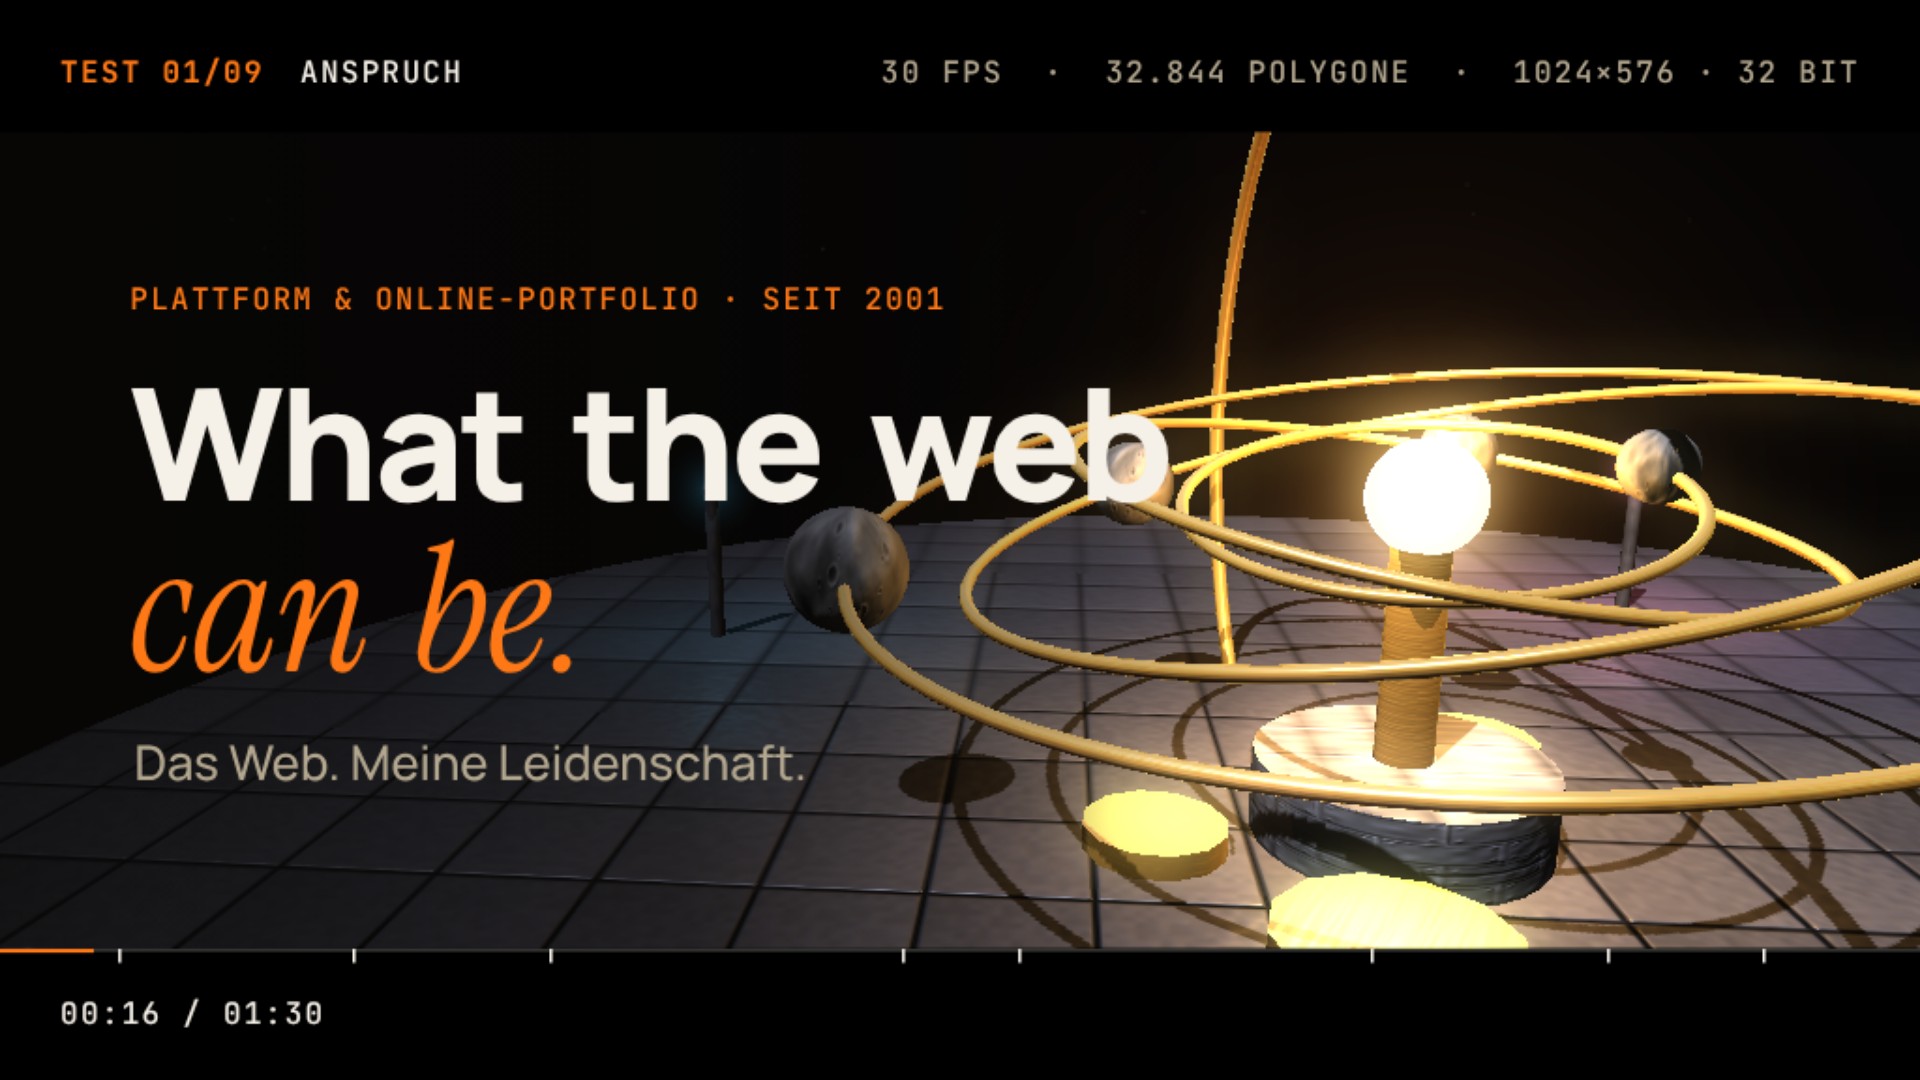 TEST 01/09 ANSPRUCH
30 FPS · 32.844 POLYGONE · 1024×576 · 32 BIT
PLATTFORM & ONLINE-PORTFOLIO · SEIT 2001
What the web
can be.
Das Web. Meine Leidenschaft.
00:16 / 01:30